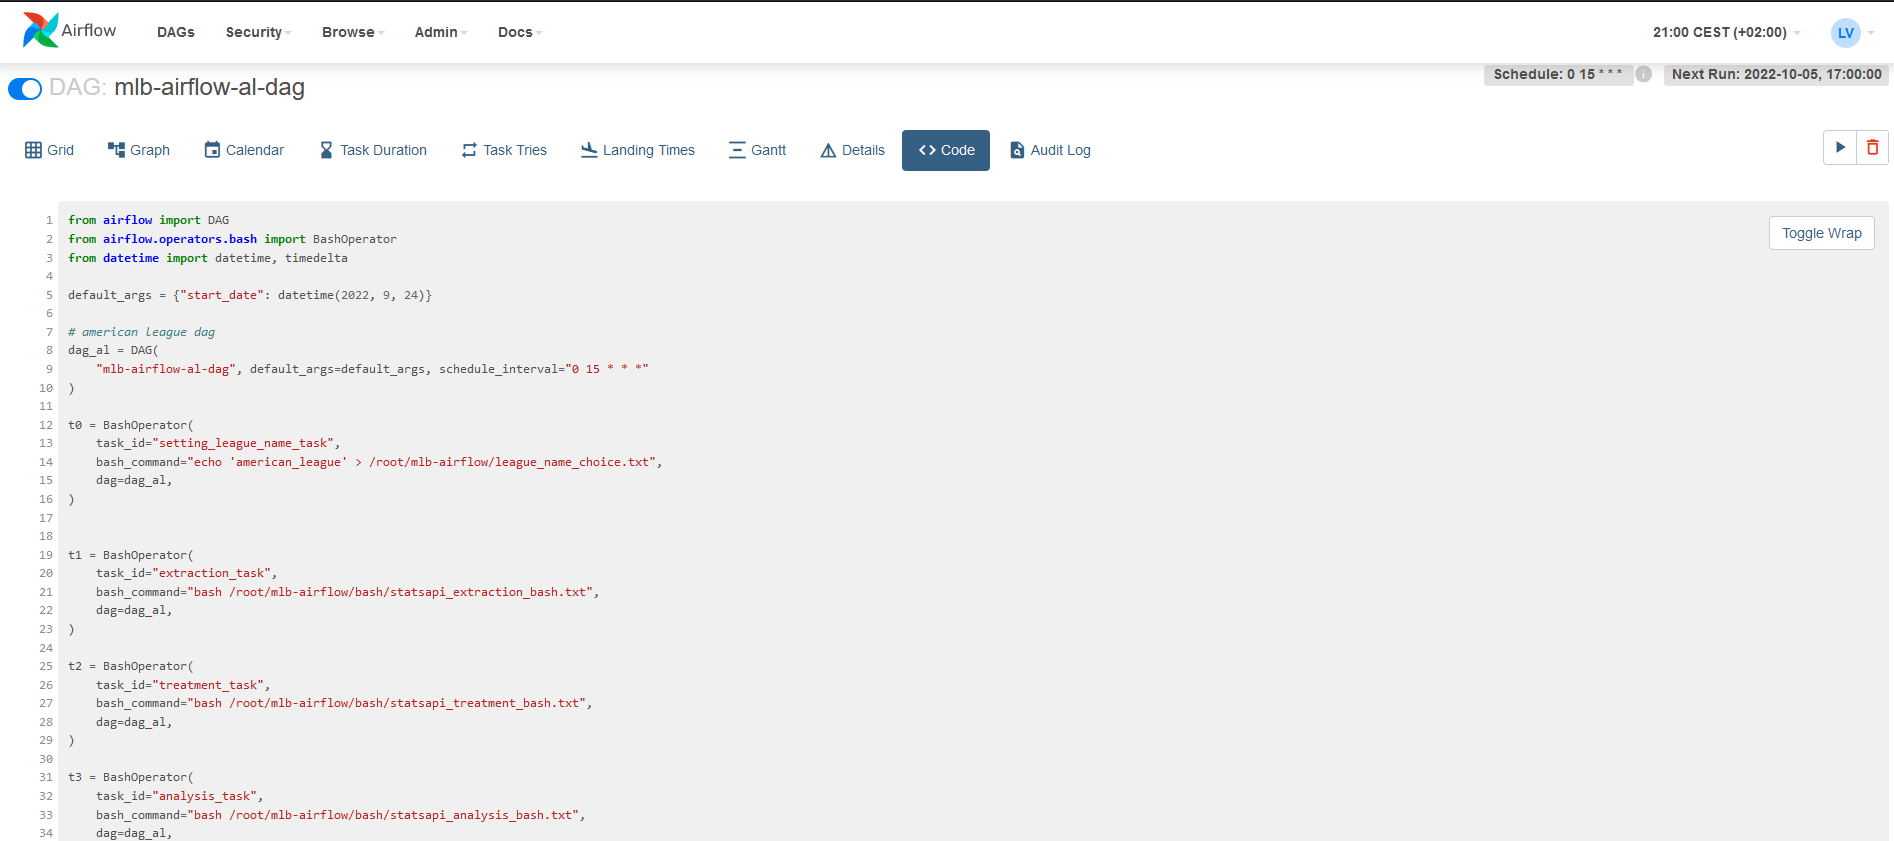 Airflow DAGs Security Browse Admin Docs 21:00 CEST (+02:00) LV
DAG: mlb-airflow-al-dag Schedule: 0 15 * * * i Next Run: 2022-10-05, 17:00:00
Grid Graph Calendar Task Duration Task Tries Landing Times Gantt Details <> Code Audit Log
Toggle Wrap
1 from airflow import DAG
2 from airflow.operators.bash import BashOperator
3 from datetime import datetime, timedelta
4
5 default_args = {"start_date": datetime(2022, 9, 24)}
6
7 # american league dag
8 dag_al = DAG(
9     "mlb-airflow-al-dag", default_args=default_args, schedule_interval="0 15 * * *"
10 )
11
12 t0 = BashOperator(
13     task_id="setting_league_name_task",
14     bash_command="echo 'american_league' > /root/mlb-airflow/league_name_choice.txt",
15     dag=dag_al,
16 )
17
18
19 t1 = BashOperator(
20     task_id="extraction_task",
21     bash_command="bash /root/mlb-airflow/bash/statsapi_extraction_bash.txt",
22     dag=dag_al,
23 )
24
25 t2 = BashOperator(
26     task_id="treatment_task",
27     bash_command="bash /root/mlb-airflow/bash/statsapi_treatment_bash.txt",
28     dag=dag_al,
29 )
30
31 t3 = BashOperator(
32     task_id="analysis_task",
33     bash_command="bash /root/mlb-airflow/bash/statsapi_analysis_bash.txt",
34     dag=dag_al,